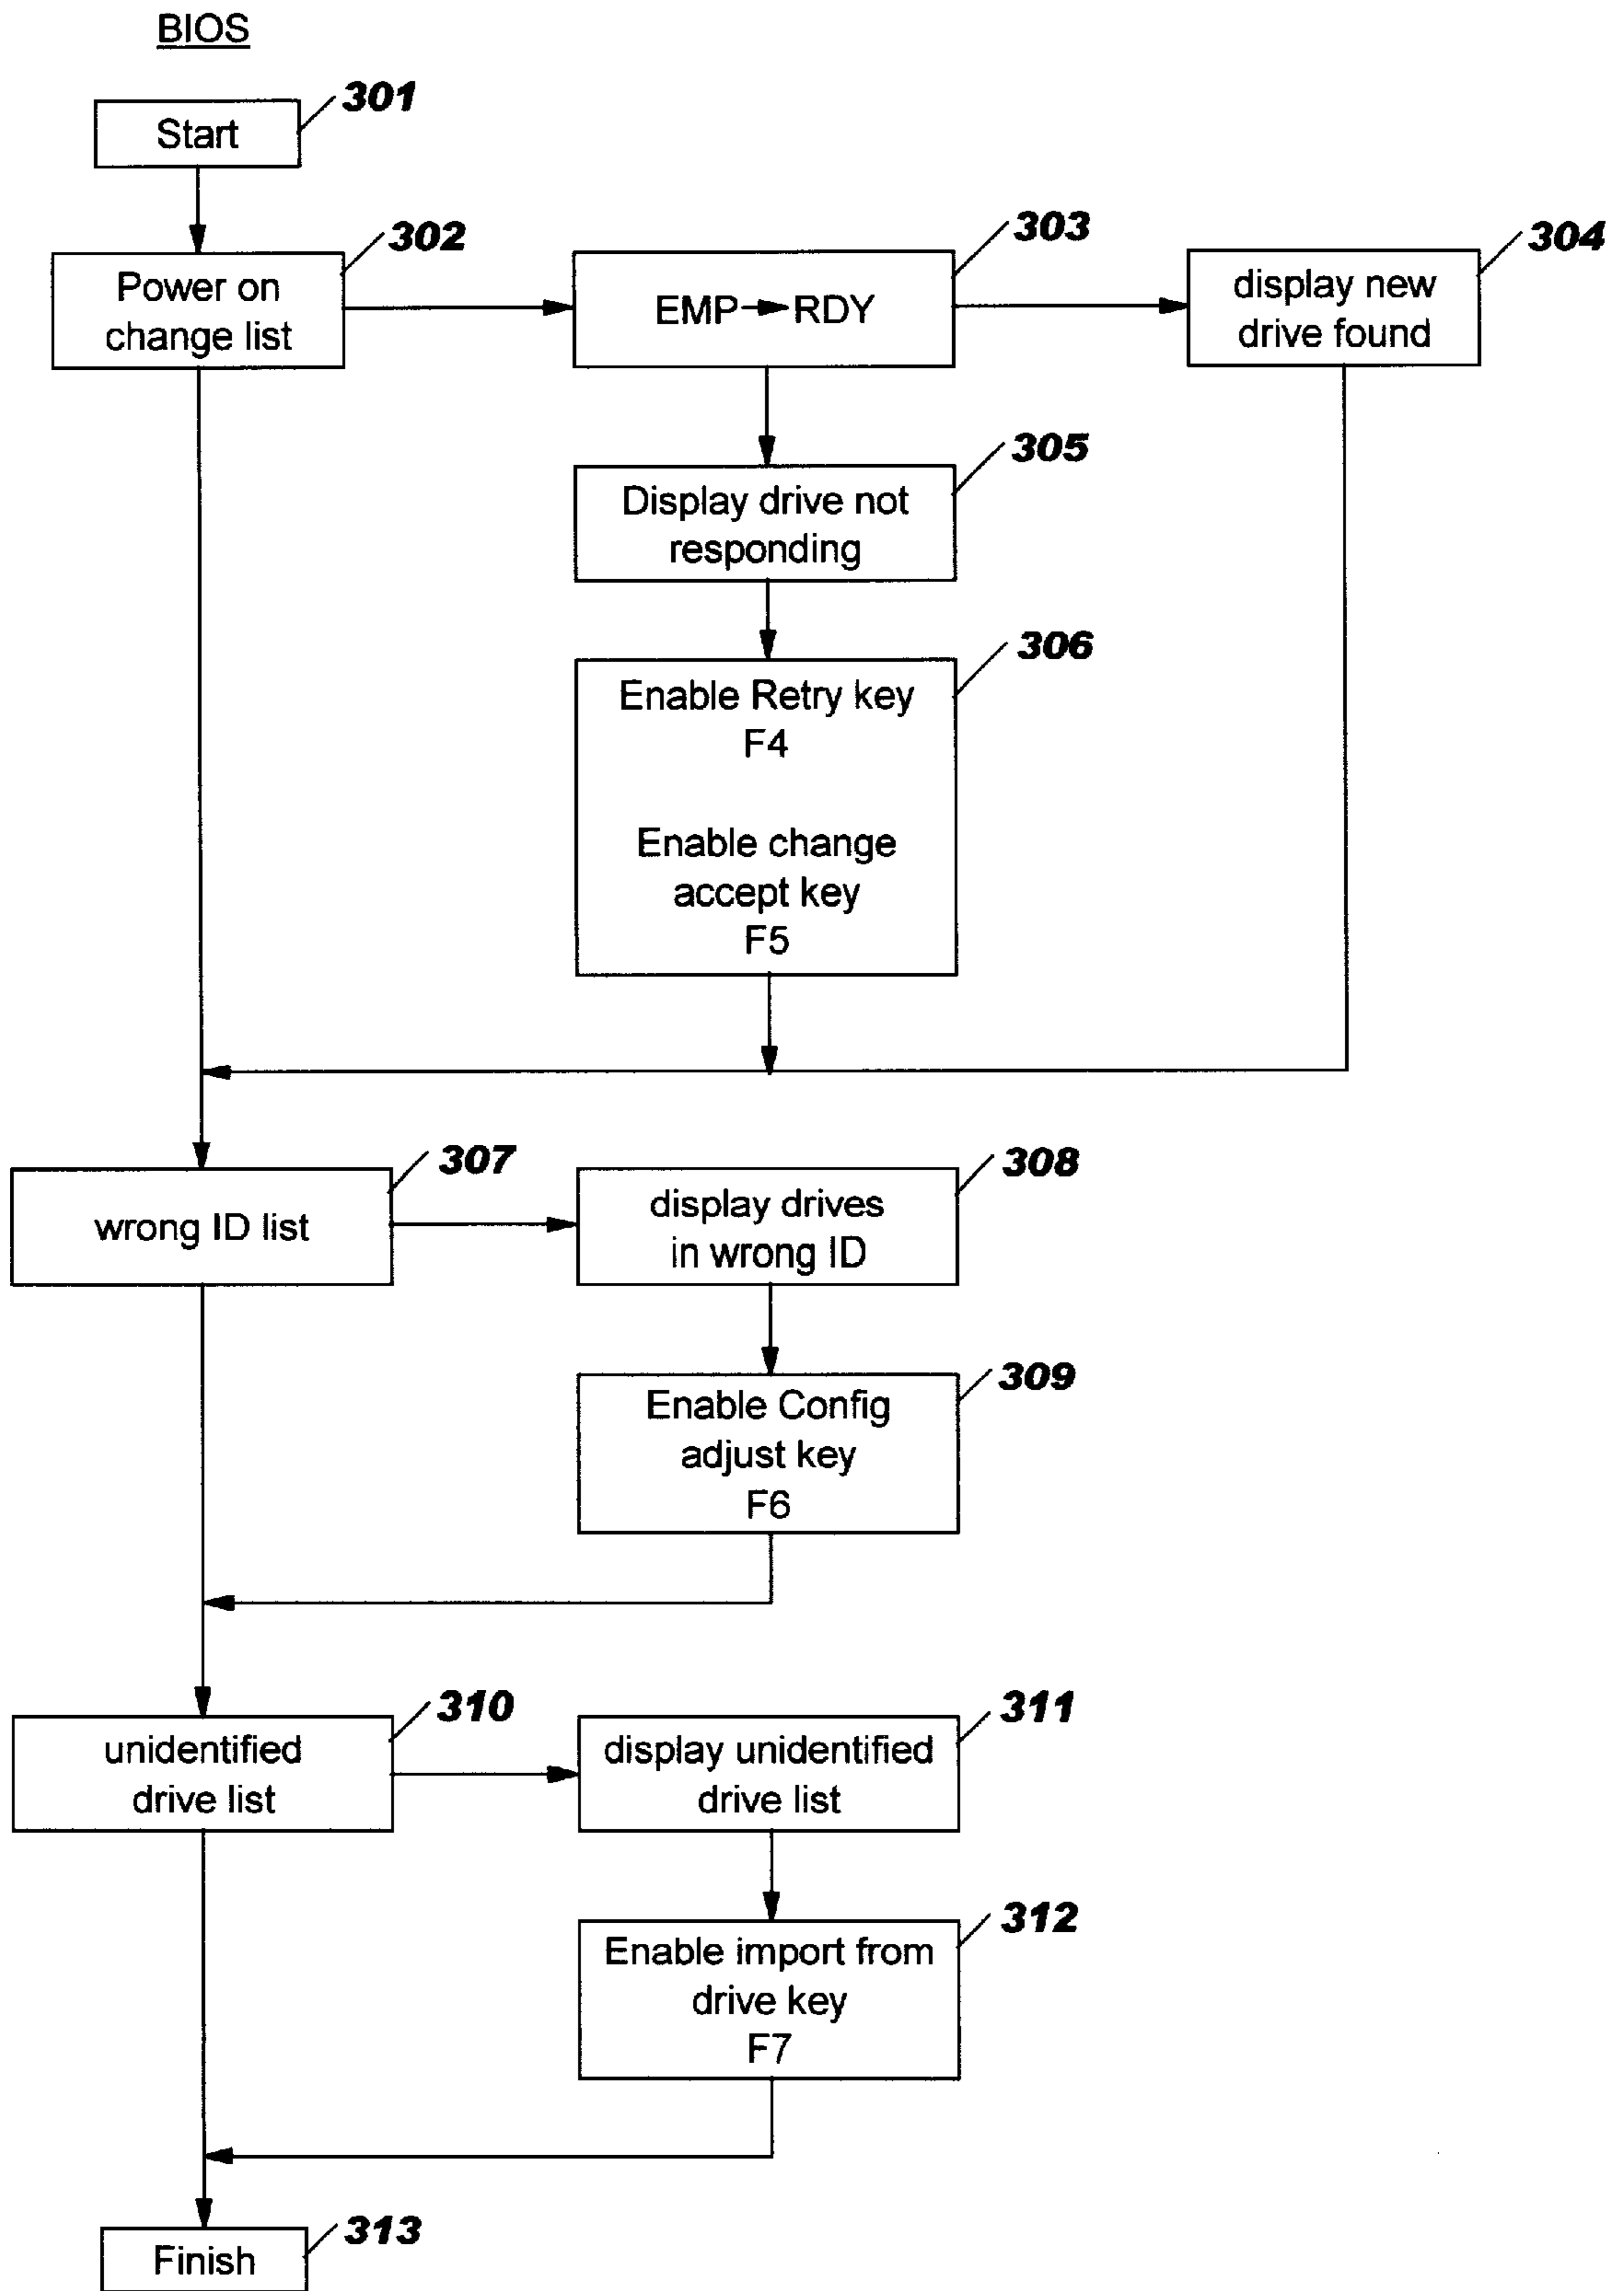 BIOS
301
Start
302
Power on
change list
303
EMP→RDY
304
display new
drive found
305
Display drive not
responding
306
Enable Retry key
F4
Enable change
accept key
F5
307
wrong ID list
308
display drives
in wrong ID
309
Enable Config
adjust key
F6
310
unidentified
drive list
311
display unidentified
drive list
312
Enable import from
drive key
F7
313
Finish